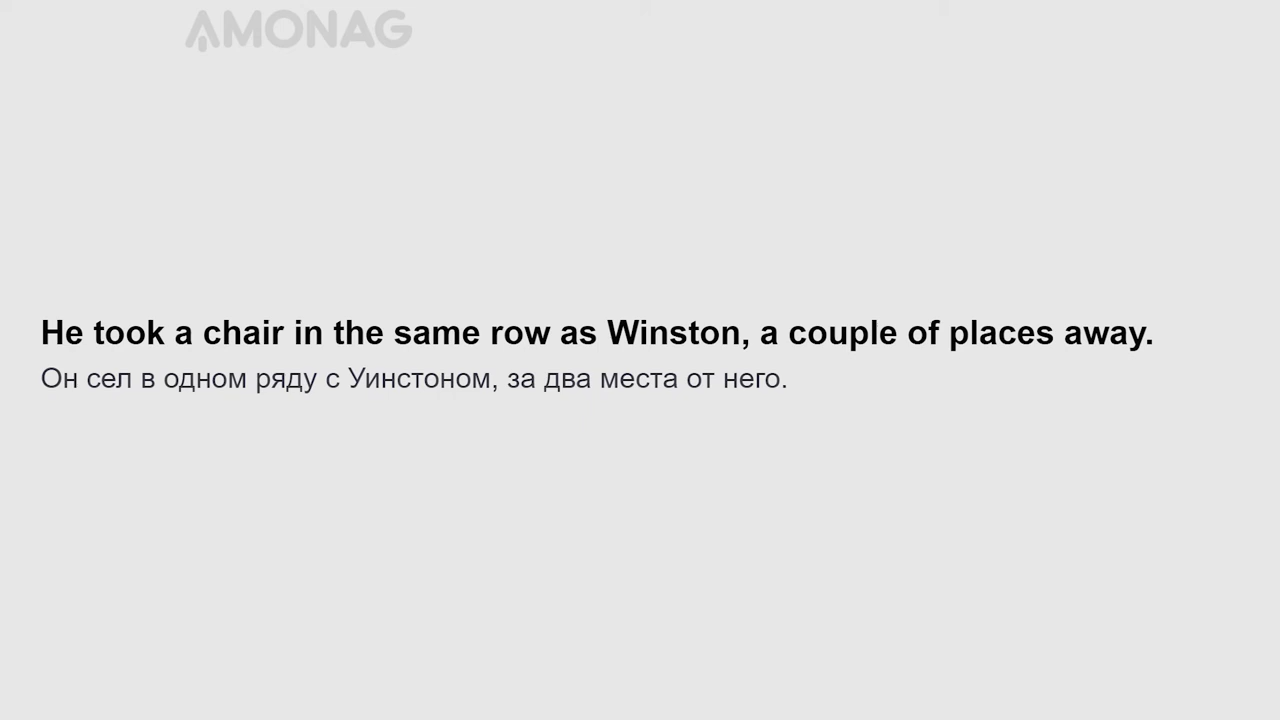 AMONAG
He took a chair in the same row as Winston, a couple of places away.
Он сел в одном ряду с Уинстоном, за два места от него.